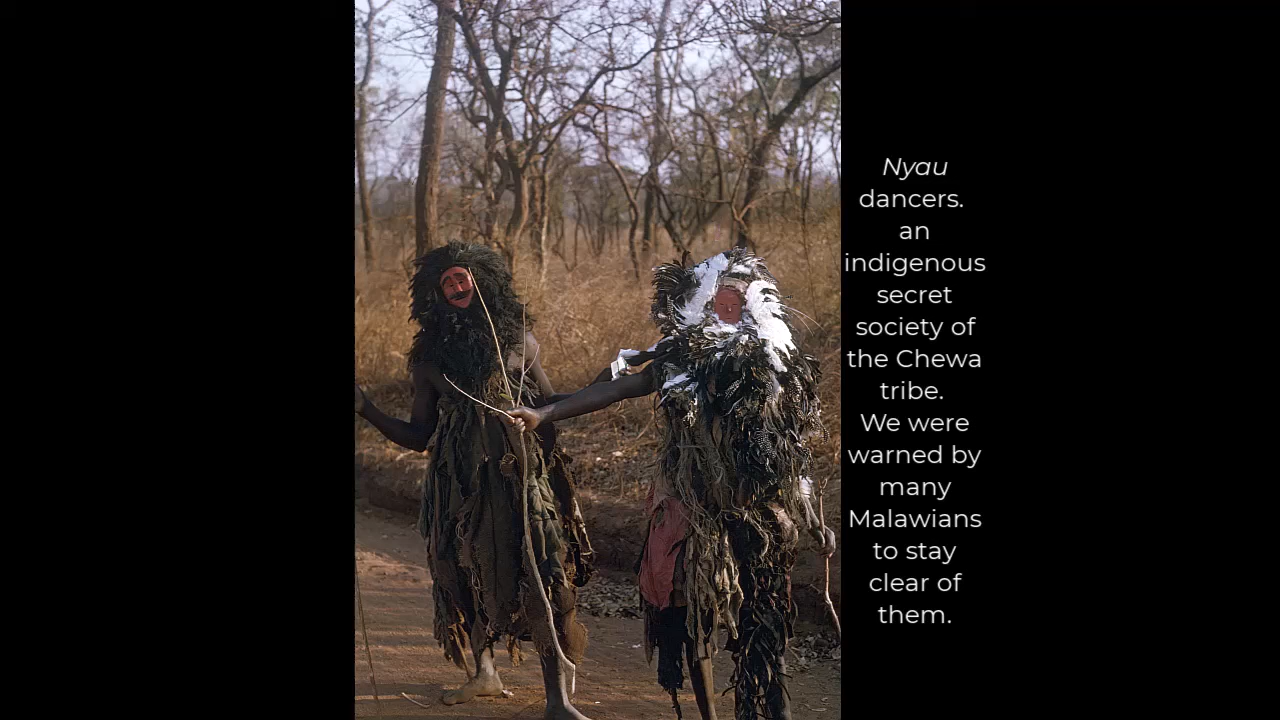 Nyau
dancers.
an
indigenous
secret
society of
the Chewa
tribe.
We were
warned by
many
Malawians
to stay
clear of
them.